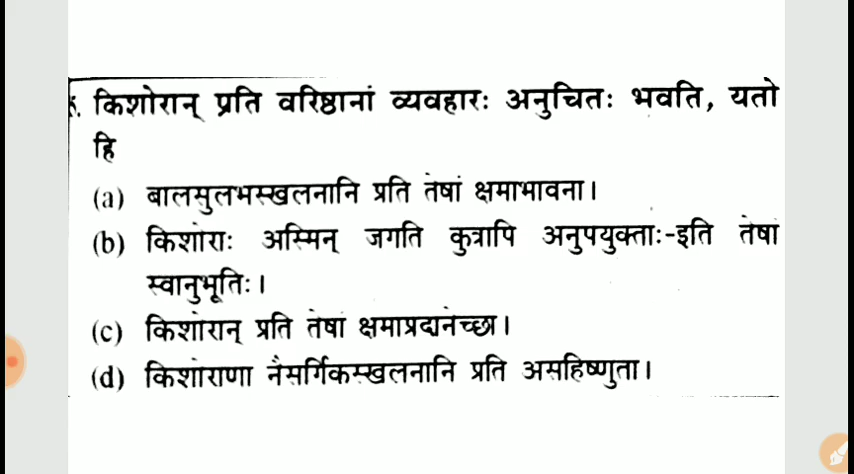 किशोरान् प्रति वरिष्ठानां व्यवहारः अनुचितः भवति, यतो
हि
(a) बालसुलभस्खलनानि प्रति तेषां क्षमाभावना।
(b) किशोराः अस्मिन् जगति कुत्रापि अनुपयुक्ताः-इति तेषां
स्वानुभूतिः।
(c) किशोरान् प्रति तेषां क्षमाप्रदानेच्छा।
(d) किशोराणा नैसर्गिकस्खलनानि प्रति असहिष्णुता।